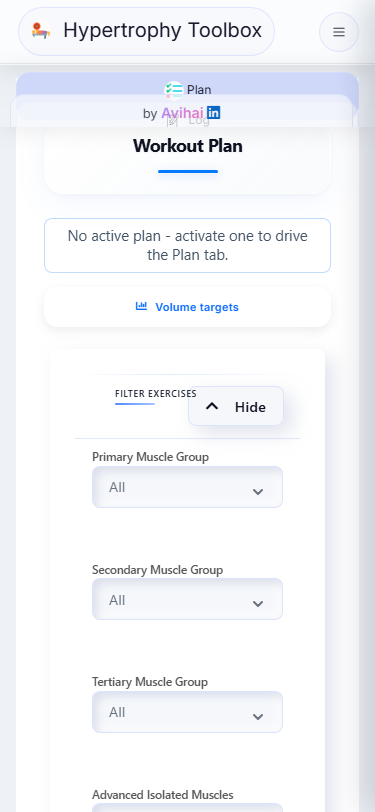 Hypertrophy Toolbox
Plan
by Avihai
Log
Workout Plan
No active plan - activate one to drive
the Plan tab.
Volume targets
FILTER EXERCISES
Hide
Primary Muscle Group
All
Secondary Muscle Group
All
Tertiary Muscle Group
All
Advanced Isolated Muscles